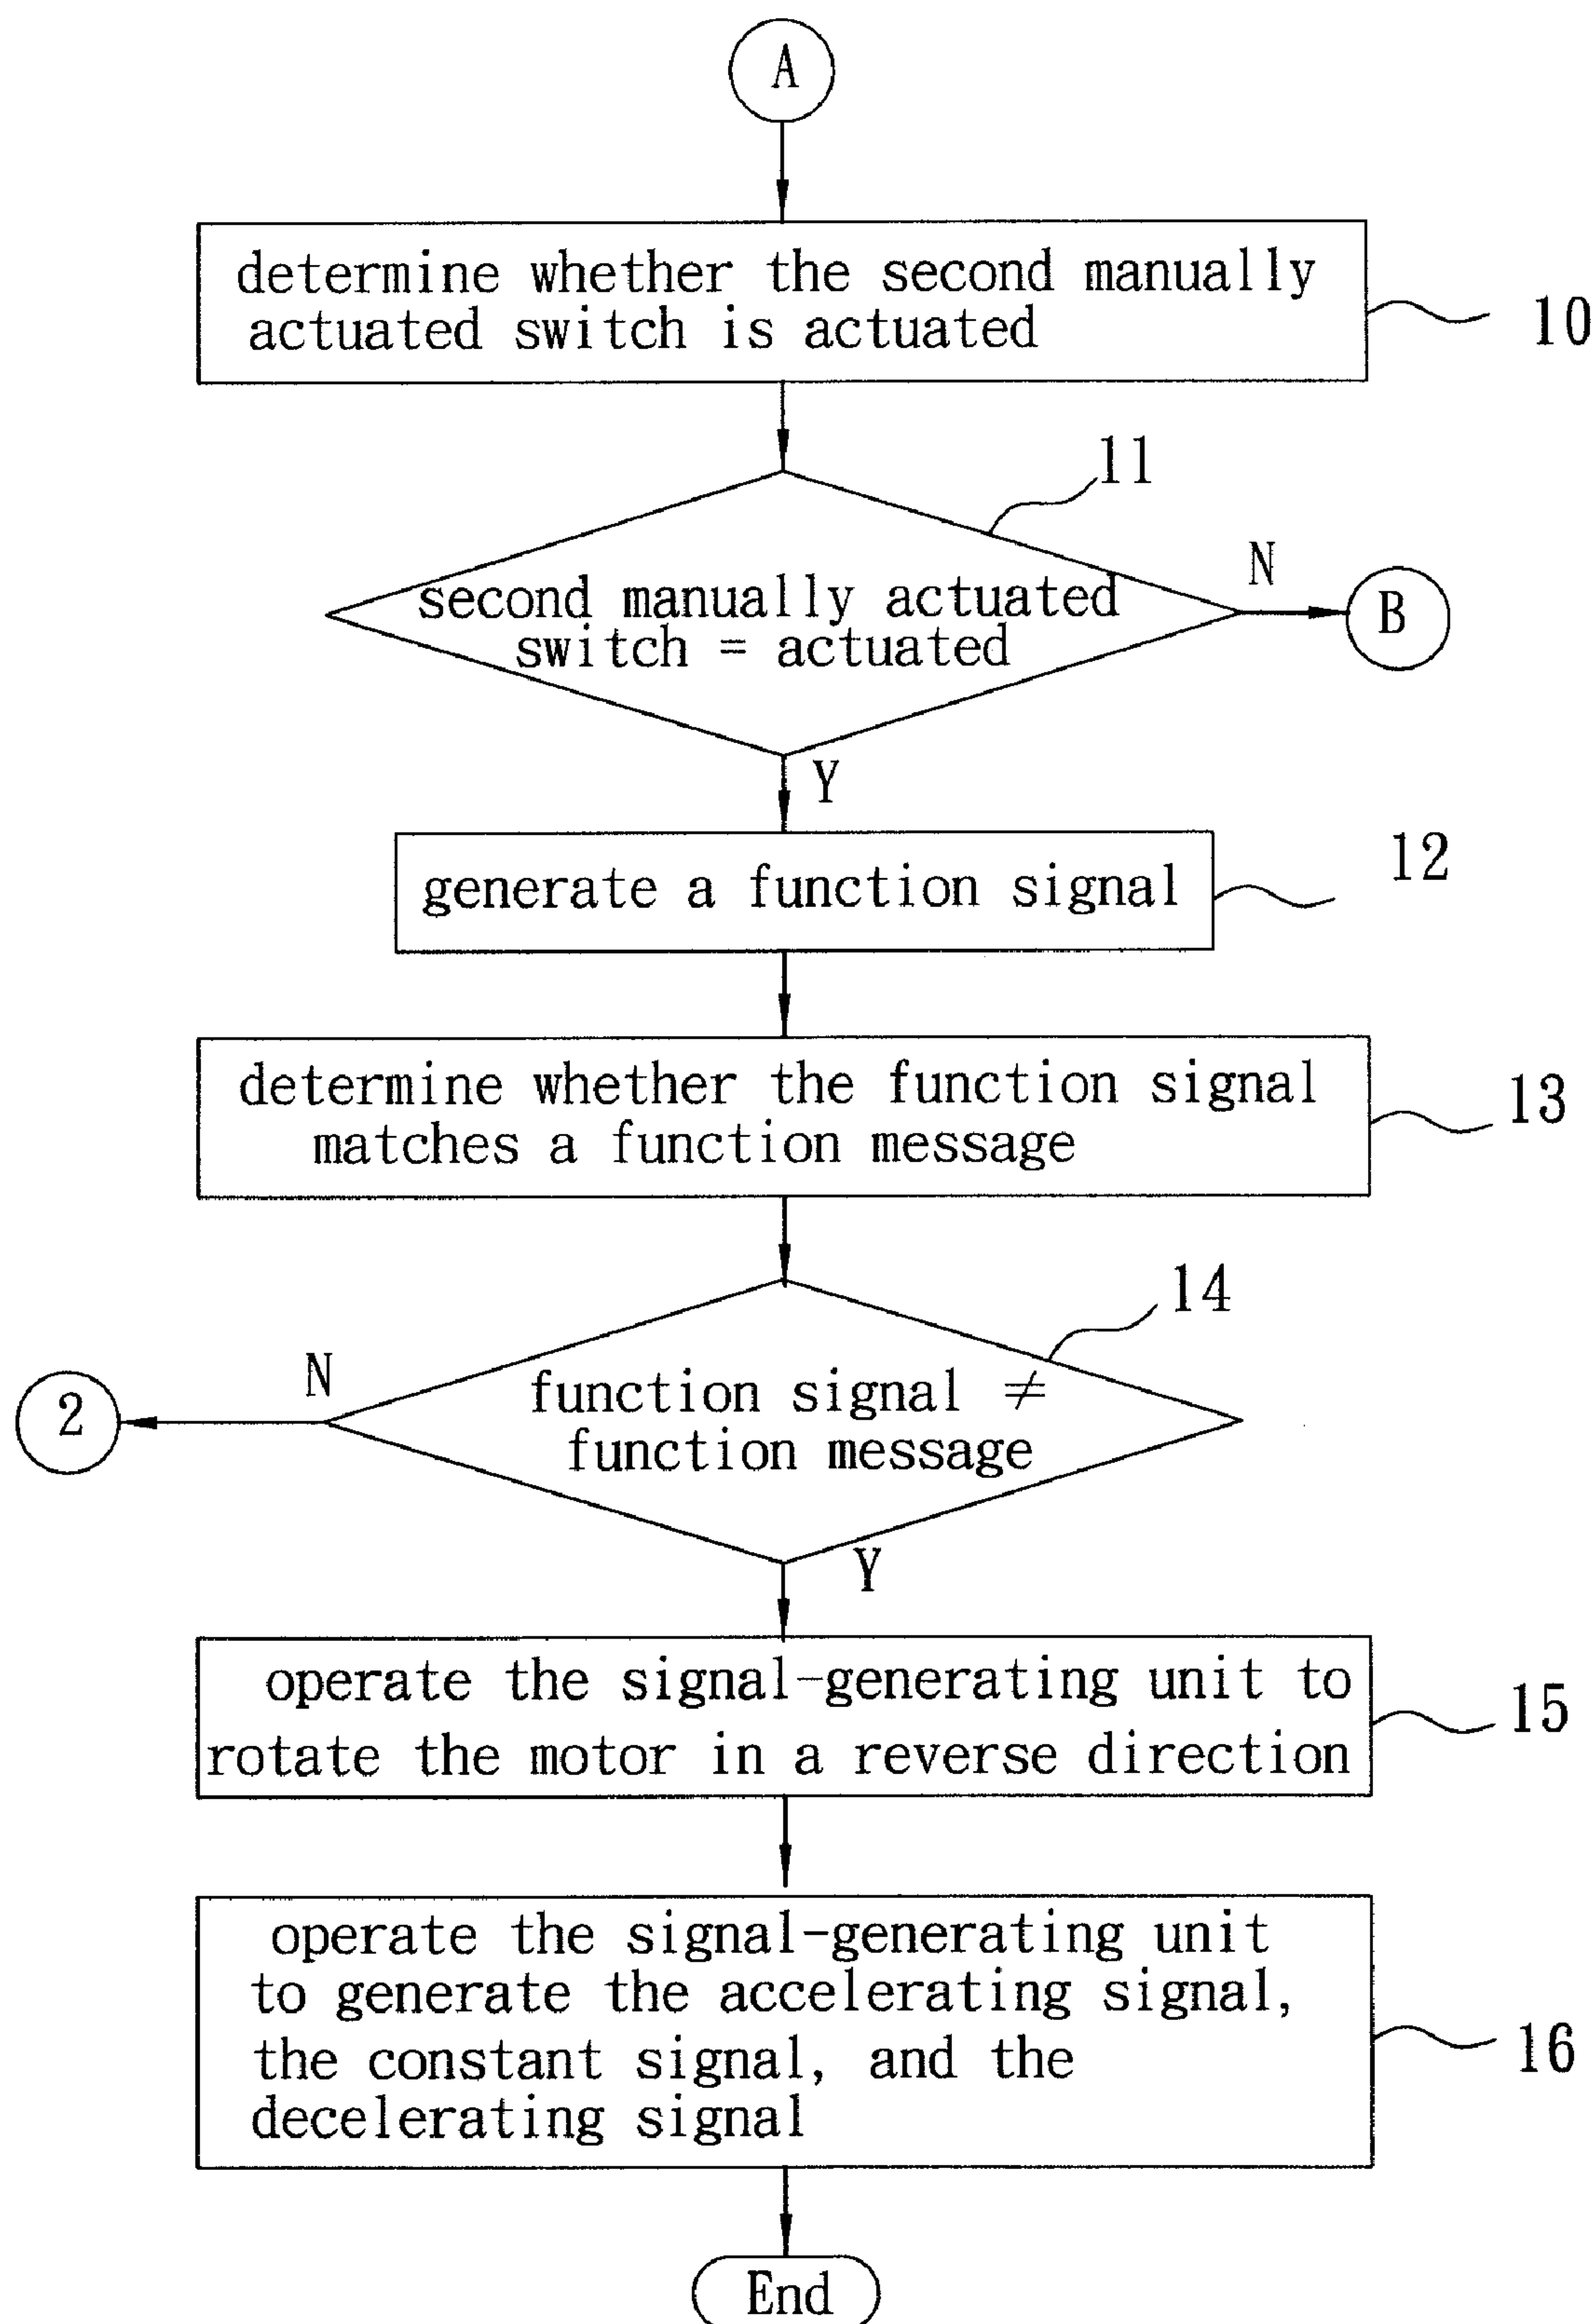 A
determine whether the second manually
actuated switch is actuated
10
11
second manually actuated
switch = actuated
N
B
Y
generate a function signal
12
determine whether the function signal
matches a function message
13
14
N
2
function signal ≠
function message
Y
operate the signal-generating unit to
rotate the motor in a reverse direction
15
operate the signal-generating unit
to generate the accelerating signal,
the constant signal, and the
decelerating signal
16
End